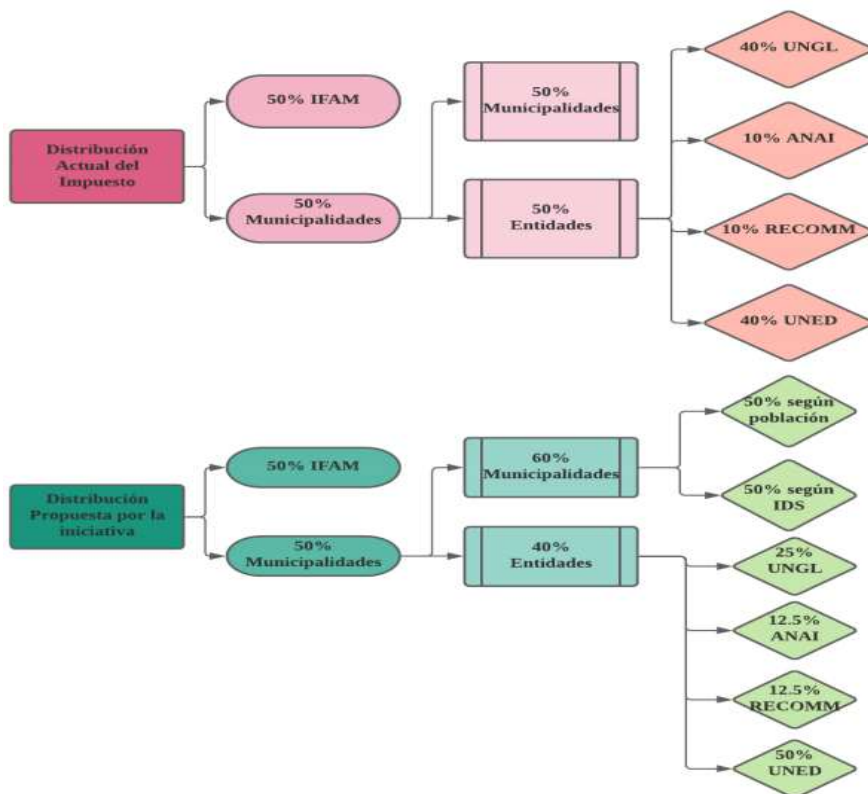 Distribución
Actual del
Impuesto
50% IFAM
50%
Municipalidades
50%
Municipalidades
50%
Entidades
40% UNGL
10% ANAI
10% RECOMM
40% UNED
Distribución
Propuesta por la
iniciativa
50% IFAM
50%
Municipalidades
60%
Municipalidades
40%
Entidades
50% según
población
50% según
IDS
25%
UNGL
12.5%
ANAI
12.5%
RECOMM
50%
UNED